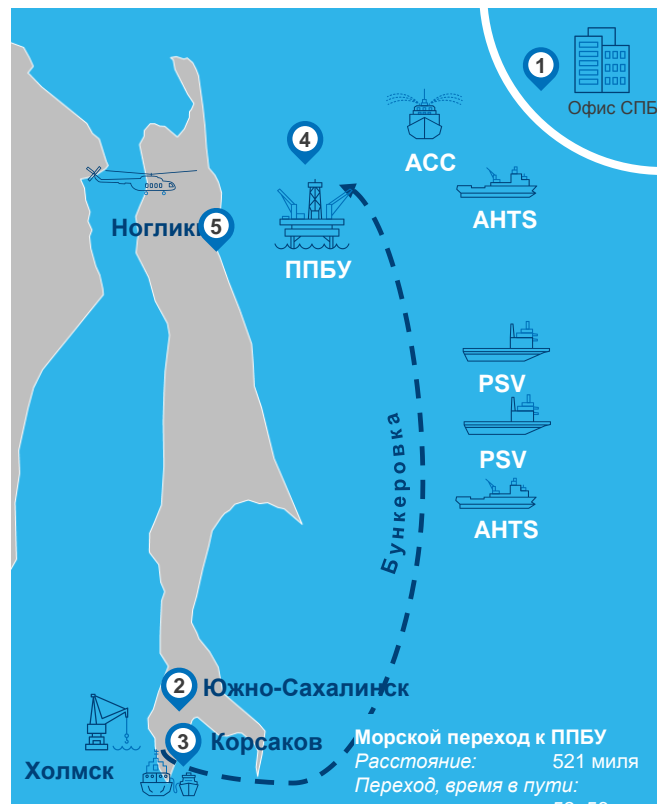 1
Офис СПБ
4
АСС
AHTS
Ноглики
5
ППБУ
PSV
PSV
Бункеровка
AHTS
2
Южно-Сахалинск
3
Корсаков
Холмск
Морской переход к ППБУ
Расстояние: 521 миля
Переход, время в пути: